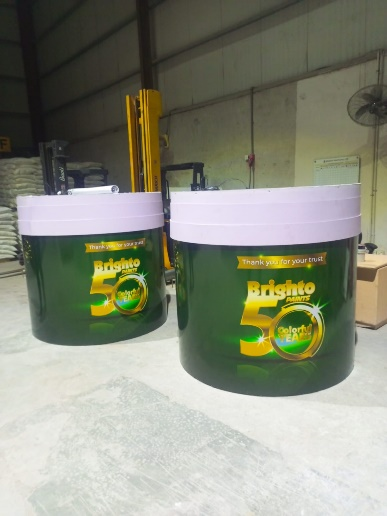 Thank you for your trust
Brighto
PAINTS
50
Colorful
YEARS
Thank you for your trust
Brighto
PAINTS
50
Colorful
YEARS